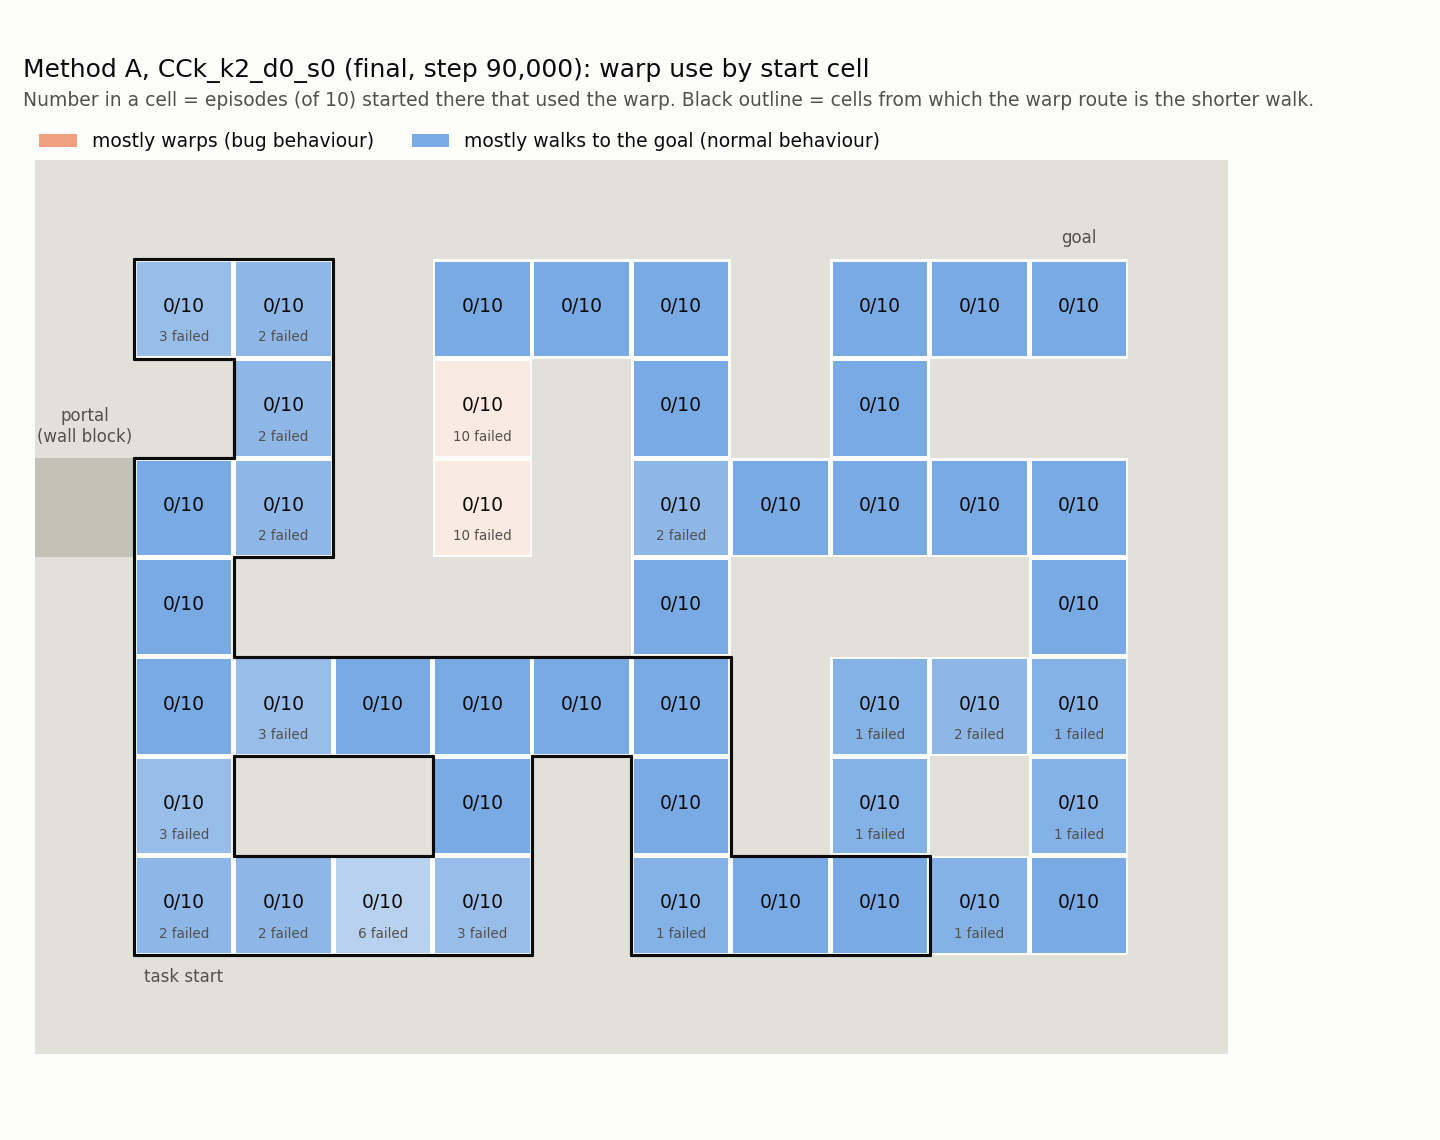 Method A, CCk_k2_d0_s0 (final, step 90,000): warp use by start cell
Number in a cell = episodes (of 10) started there that used the warp. Black outline = cells from which the warp route is the shorter walk.
mostly warps (bug behaviour) mostly walks to the goal (normal behaviour)
goal
0/10 0/10 0/10 0/10 0/10 0/10 0/10 0/10
3 failed 2 failed
0/10 0/10 0/10 0/10
2 failed 10 failed
portal
(wall block)
0/10 0/10 0/10 0/10 0/10 0/10 0/10 0/10
2 failed 10 failed 2 failed
0/10 0/10 0/10
0/10 0/10 0/10 0/10 0/10 0/10 0/10 0/10 0/10
3 failed 1 failed 2 failed 1 failed
0/10 0/10 0/10 0/10 0/10
3 failed 1 failed 1 failed
0/10 0/10 0/10 0/10 0/10 0/10 0/10 0/10 0/10
2 failed 2 failed 6 failed 3 failed 1 failed 1 failed
task start